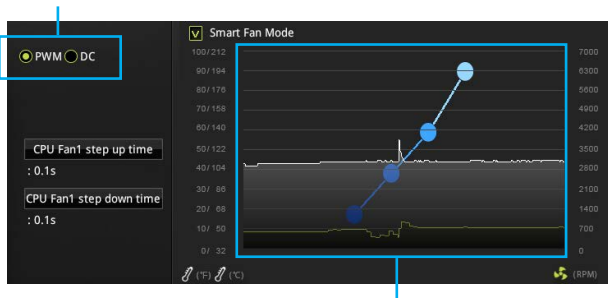 Smart Fan Mode
PWM DC
100/212 7000
90/194 6300
80/176 5600
70/158 4900
60/140 4200
50/122 3500
40/104 2800
30/ 86 2100
20/ 68 1400
10/ 50 700
0/ 32 0
CPU Fan1 step up time
: 0.1s
CPU Fan1 step down time
: 0.1s
(°F) (°C) (RPM)